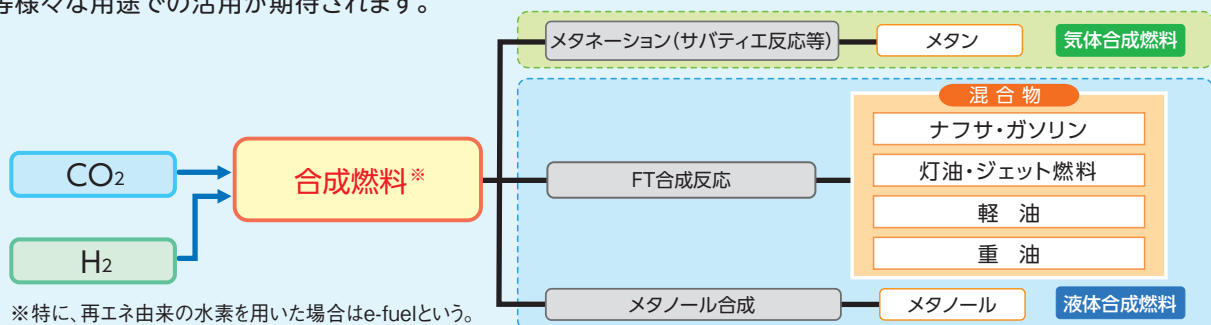 等様々な用途での活用が期待されます。
メタネーション(サバティエ反応等)
メタン
気体合成燃料
混合物
ナフサ・ガソリン
灯油・ジェット燃料
軽 油
重 油
CO2
合成燃料※
FT合成反応
H2
メタノール合成
メタノール
液体合成燃料
※特に、再エネ由来の水素を用いた場合はe-fuelという。